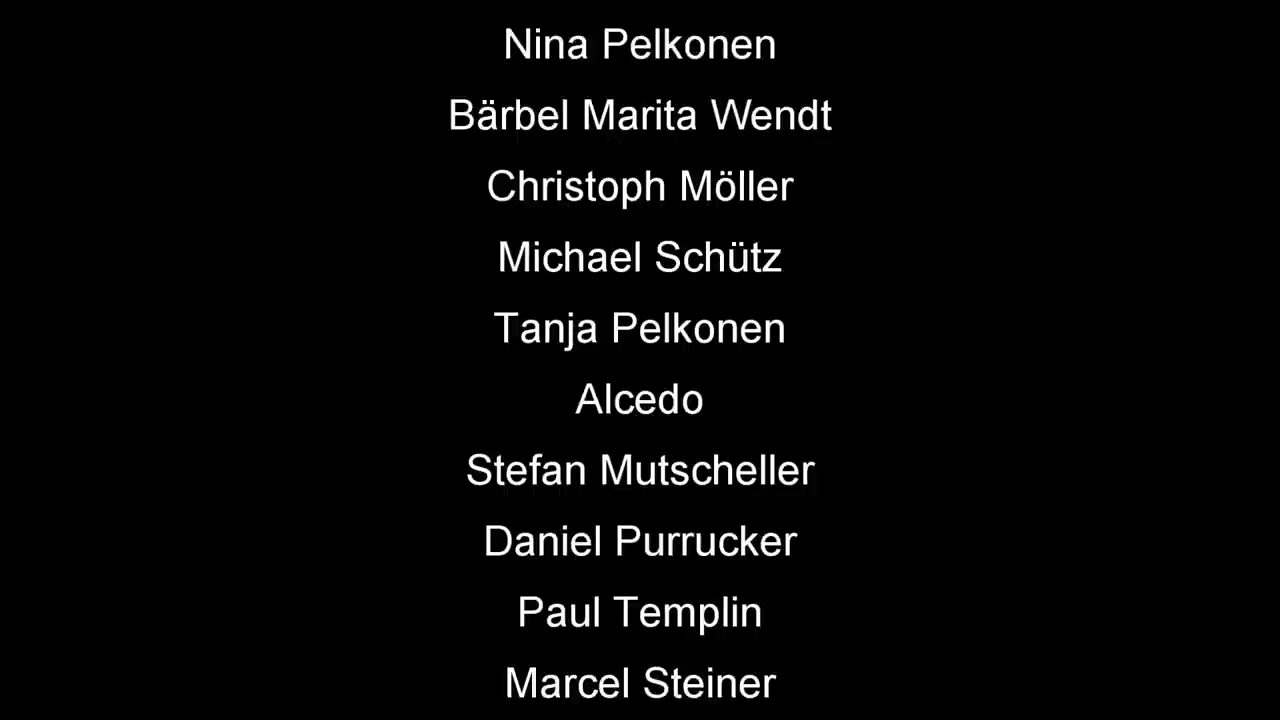 Nina Pelkonen
Bärbel Marita Wendt
Christoph Möller
Michael Schütz
Tanja Pelkonen
Alcedo
Stefan Mutscheller
Daniel Purrucker
Paul Templin
Marcel Steiner